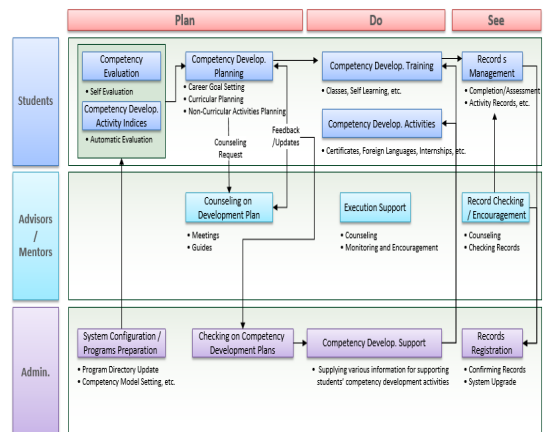 Plan
Do
See
Students
Competency
Evaluation
• Self Evaluation
Competency Develop.
Activity Indices
• Automatic Evaluation
Competency Develop.
Planning
• Career Goal Setting
• Curricular Planning
• Non-Curricular Activities Planning
Counseling
Request
Feedback
/Updates
Competency Develop. Training
• Classes, Self Learning, etc.
Competency Develop. Activities
• Certificates, Foreign Languages, Internships, etc.
Record s
Management
• Completion/Assessment
• Activity Records, etc.
Advisors
/
Mentors
Counseling on
Development Plan
• Meetings
• Guides
Execution Support
• Counseling
• Monitoring and Encouragement
Record Checking
/ Encouragement
• Counseling
• Checking Records
Admin.
System Configuration /
Programs Preparation
• Program Directory Update
• Competency Model Setting, etc.
Checking on Competency
Development Plans
Competency Develop. Support
• Supplying various information for supporting
students' competency development activities
Records
Registration
• Confirming Records
• System Upgrade